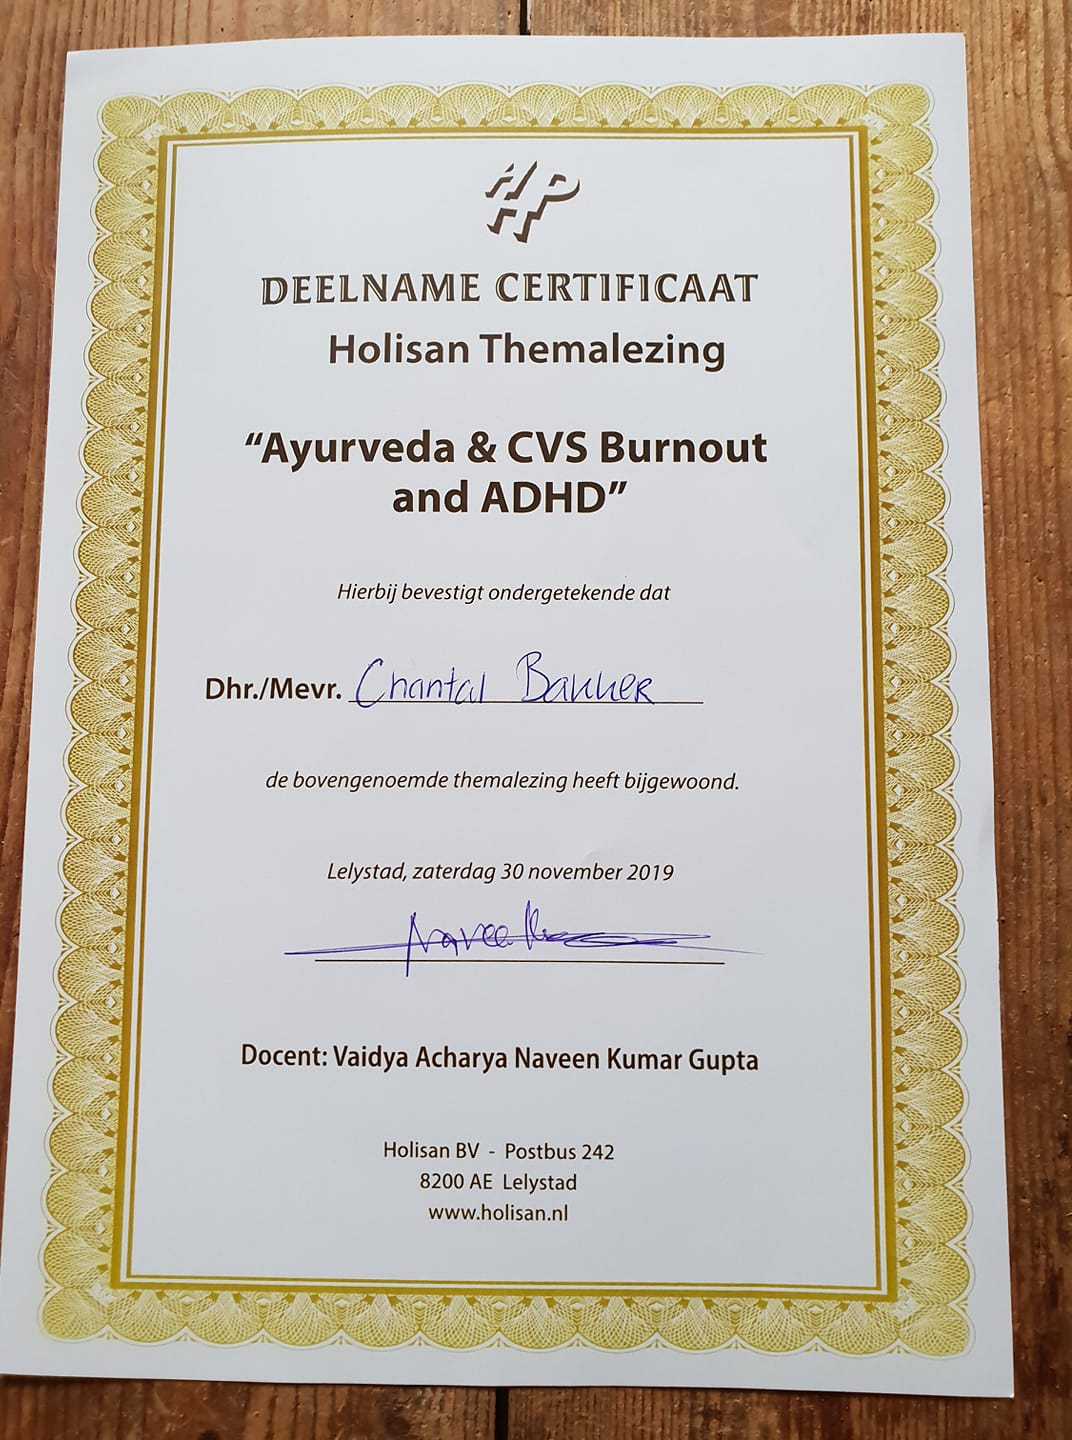 HP
H
DEELNAME CERTIFICAAT
Holisan Themalezing
“Ayurveda & CVS Burnout
and ADHD”
Hierbij bevestigt ondergetekende dat
Dhr./Mevr. Chantal Bakker
de bovengenoemde themalezing heeft bijgewoond.
Lelystad, zaterdag 30 november 2019
Docent: Vaidya Acharya Naveen Kumar Gupta
Holisan BV - Postbus 242
8200 AE Lelystad
www.holisan.nl